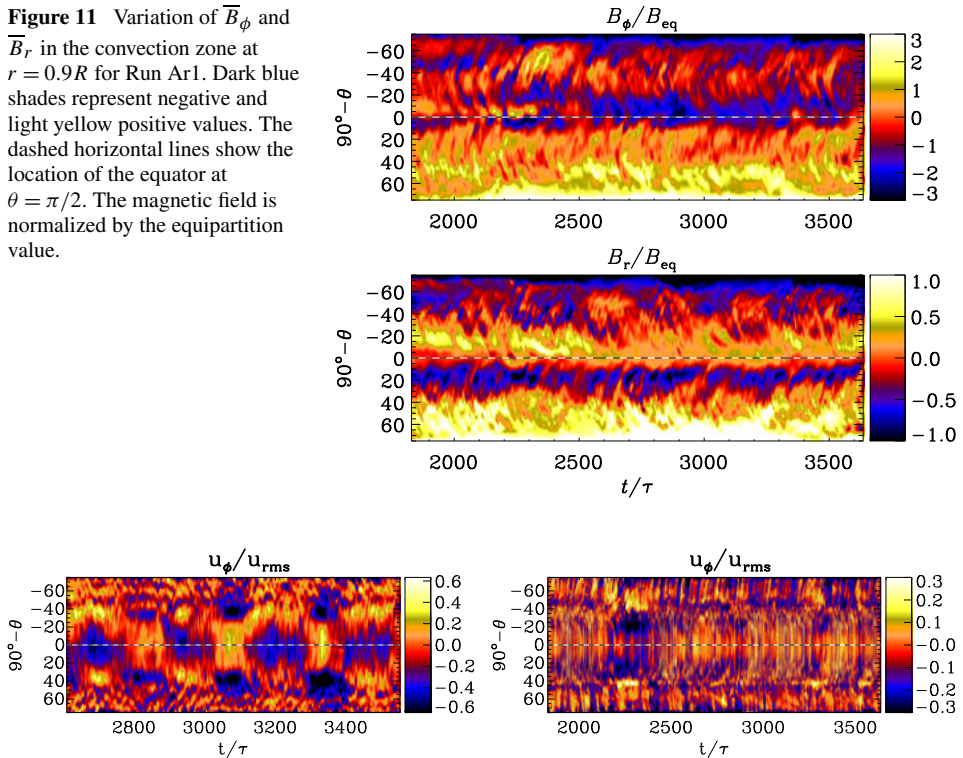 Figure 11 Variation of B̅ϕ and
B̅r in the convection zone at
r = 0.9R for Run Ar1. Dark blue
shades represent negative and
light yellow positive values. The
dashed horizontal lines show the
location of the equator at
θ = π/2. The magnetic field is
normalized by the equipartition
value.
Bϕ/Beq
90°−θ
−60
−40
−20
0
20
40
60
2000 2500 3000 3500
3
2
1
0
−1
−2
−3
Br/Beq
90°−θ
−60
−40
−20
0
20
40
60
2000 2500 3000 3500
t/τ
1.0
0.5
0.0
−0.5
−1.0
uϕ/urms
90°−θ
−60
−40
−20
0
20
40
60
2800 3000 3200 3400
t/τ
0.6
0.4
0.2
0.0
−0.2
−0.4
−0.6
uϕ/urms
90°−θ
−60
−40
−20
0
20
40
60
2000 2500 3000 3500
t/τ
0.3
0.2
0.1
0.0
−0.1
−0.2
−0.3